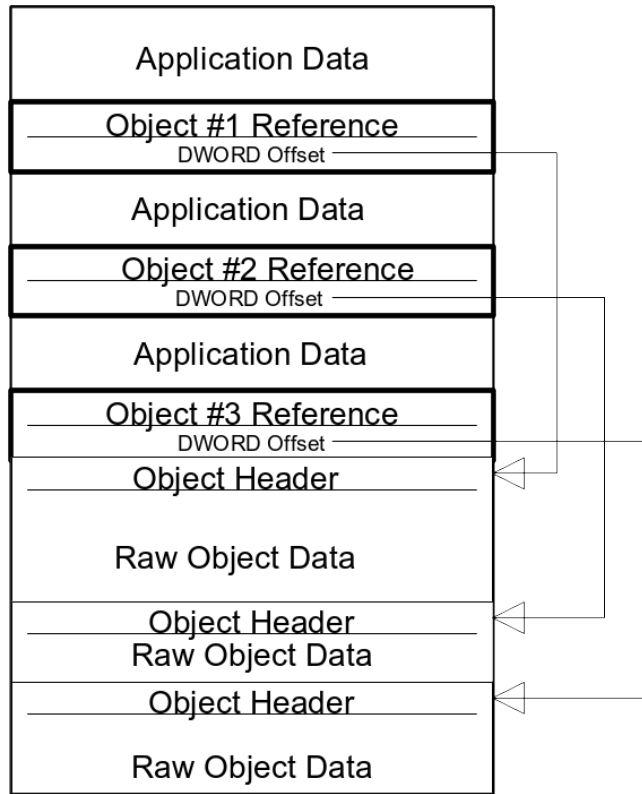 Application Data
Object #1 Reference
DWORD Offset
Application Data
Object #2 Reference
DWORD Offset
Application Data
Object #3 Reference
DWORD Offset
Object Header
Raw Object Data
Object Header
Raw Object Data
Object Header
Raw Object Data